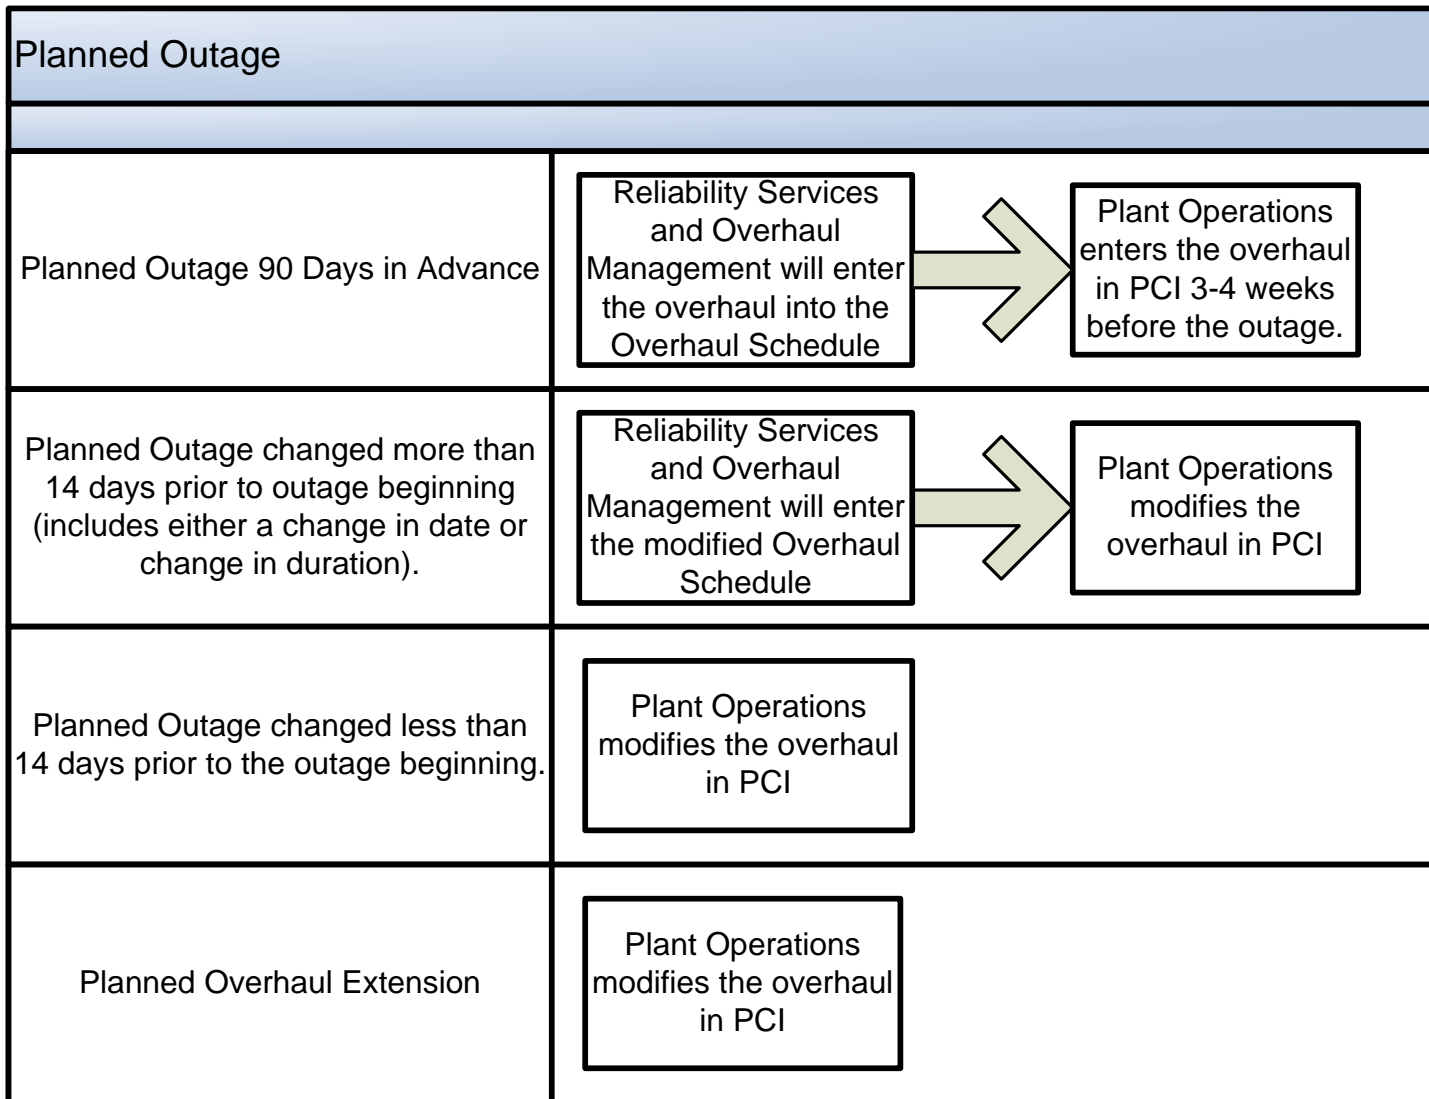 Planned Outage
Planned Outage 90 Days in Advance
Reliability Services
and Overhaul
Management will enter
the overhaul into the
Overhaul Schedule
Plant Operations
enters the overhaul
in PCI 3-4 weeks
before the outage.
Planned Outage changed more than
14 days prior to outage beginning
(includes either a change in date or
change in duration).
Reliability Services
and Overhaul
Management will enter
the modified Overhaul
Schedule
Plant Operations
modifies the
overhaul in PCI
Planned Outage changed less than
14 days prior to the outage beginning.
Plant Operations
modifies the overhaul
in PCI
Planned Overhaul Extension
Plant Operations
modifies the overhaul
in PCI